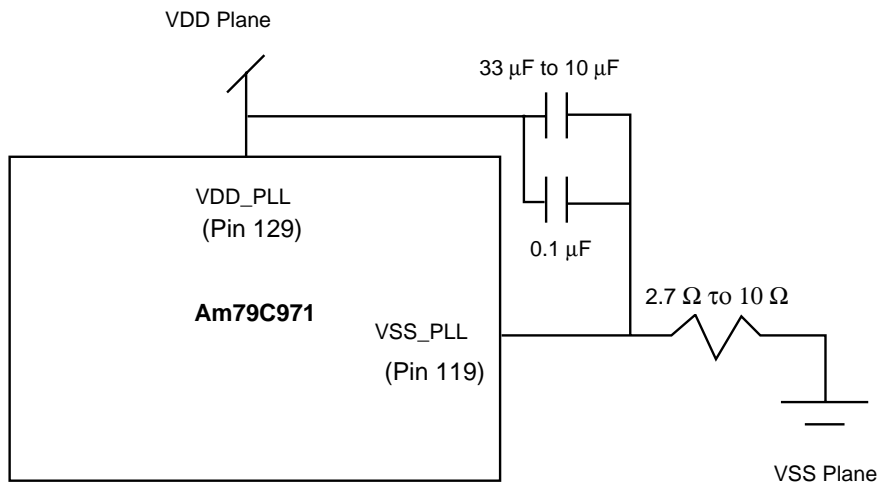 VDD Plane
33 μF to 10 μF
VDD_PLL
(Pin 129)
0.1 μF
2.7 Ω το 10 Ω
Am79C971
VSS_PLL
(Pin 119)
VSS Plane